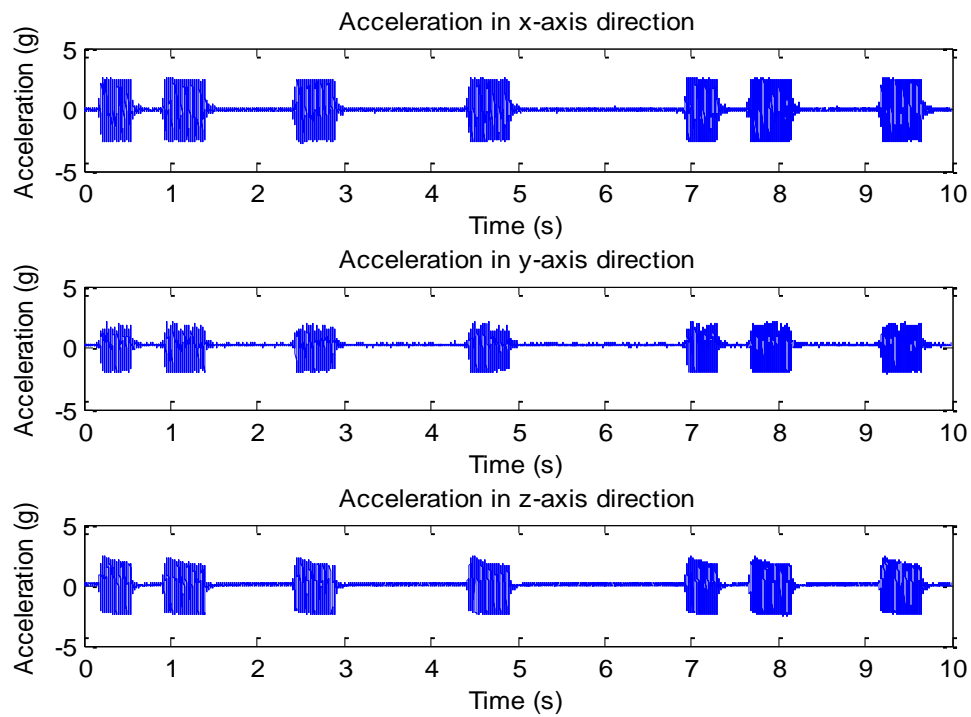 Acceleration in x-axis direction
Acceleration (g)
5
0
-5
0 1 2 3 4 5 6 7 8 9 10
Time (s)
Acceleration in y-axis direction
Acceleration (g)
5
0
-5
0 1 2 3 4 5 6 7 8 9 10
Time (s)
Acceleration in z-axis direction
Acceleration (g)
5
0
-5
0 1 2 3 4 5 6 7 8 9 10
Time (s)